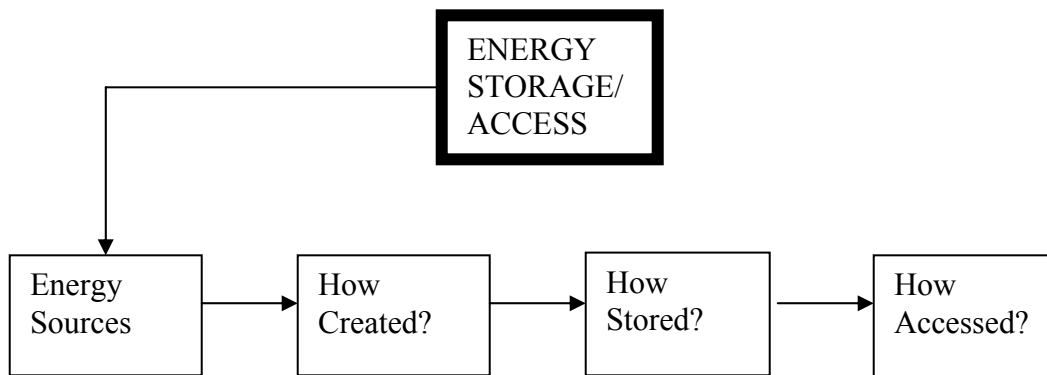 ENERGY
STORAGE/
ACCESS
Energy
Sources
How
Created?
How
Stored?
How
Accessed?